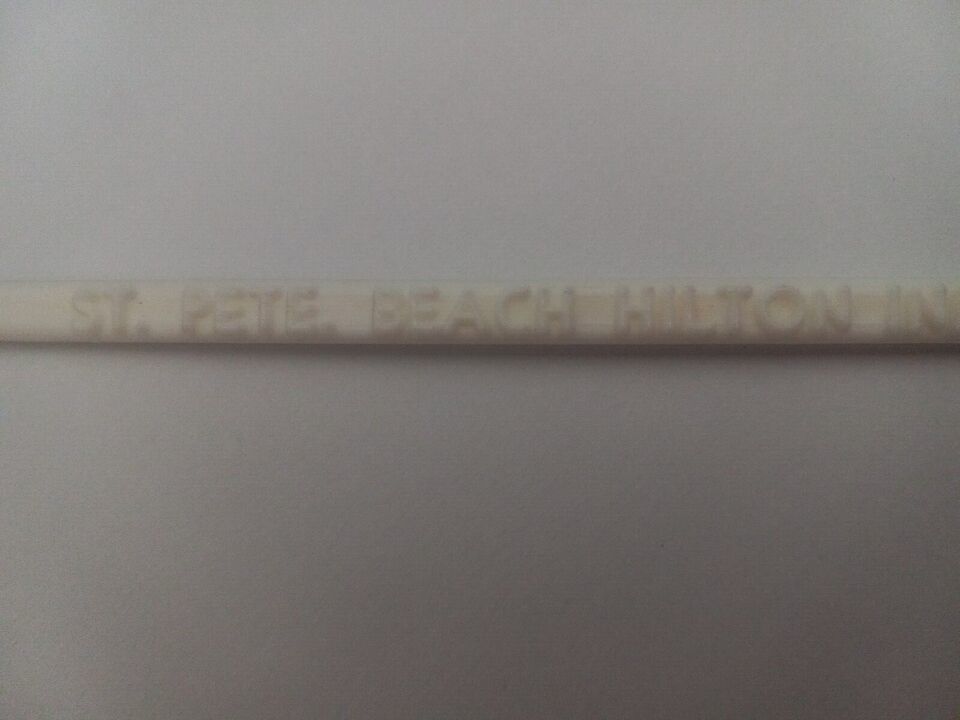 ST. PETE. BEACH HILTON IN